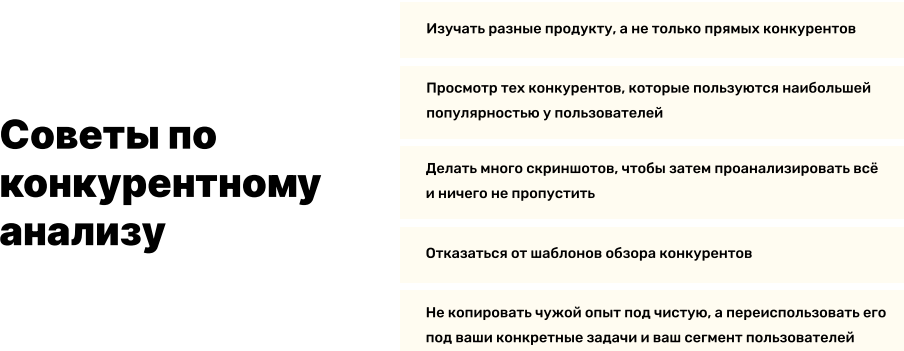 Советы по
конкурентному
анализу
Изучать разные продукту, а не только прямых конкурентов
Просмотр тех конкурентов, которые пользуются наибольшей
популярностью у пользователей
Делать много скриншотов, чтобы затем проанализировать всё
и ничего не пропустить
Отказаться от шаблонов обзора конкурентов
Не копировать чужой опыт под чистую, а переиспользовать его
под ваши конкретные задачи и ваш сегмент пользователей